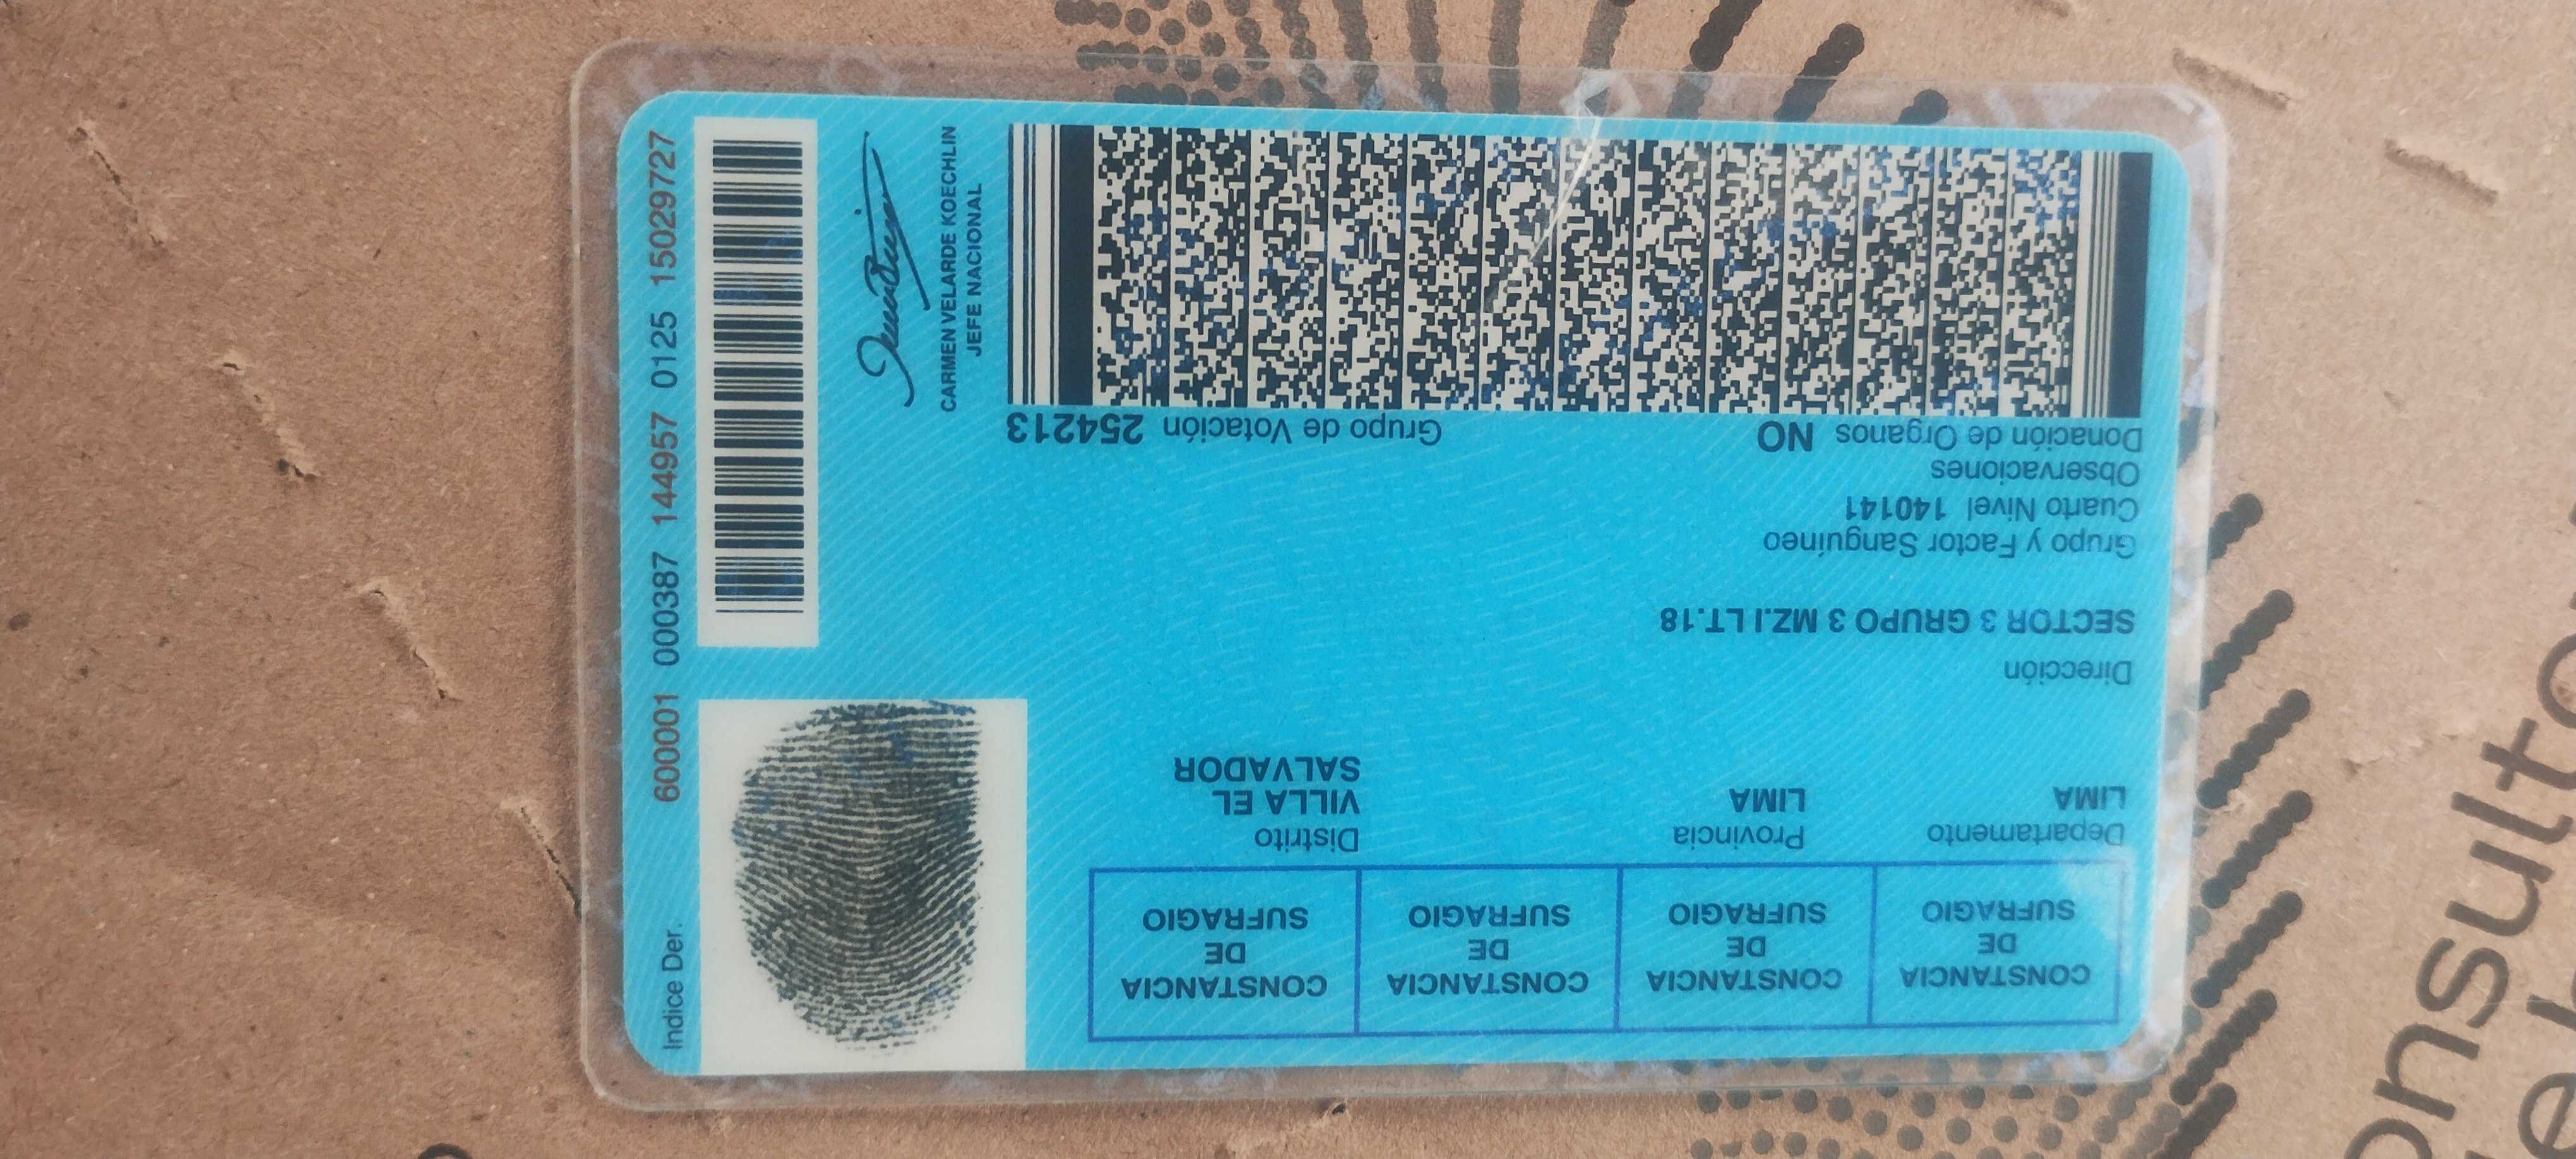 CONSTANCIA DE SUFRAGIO
CONSTANCIA DE SUFRAGIO
CONSTANCIA DE SUFRAGIO
CONSTANCIA DE SUFRAGIO
Departamento
LIMA
Provincia
LIMA
Distrito
VILLA EL
SALVADOR
Dirección
SECTOR 3 GRUPO 3 MZ.I LT.18
Grupo y Factor Sanguíneo
Cuarto Nivel 140141
Observaciones
Donación de Organos NO
Grupo de Votación 254213
Indice Der.
600001 000387 144957 0125 15029727
CARMEN VELARDE KOECHLIN
JEFE NACIONAL